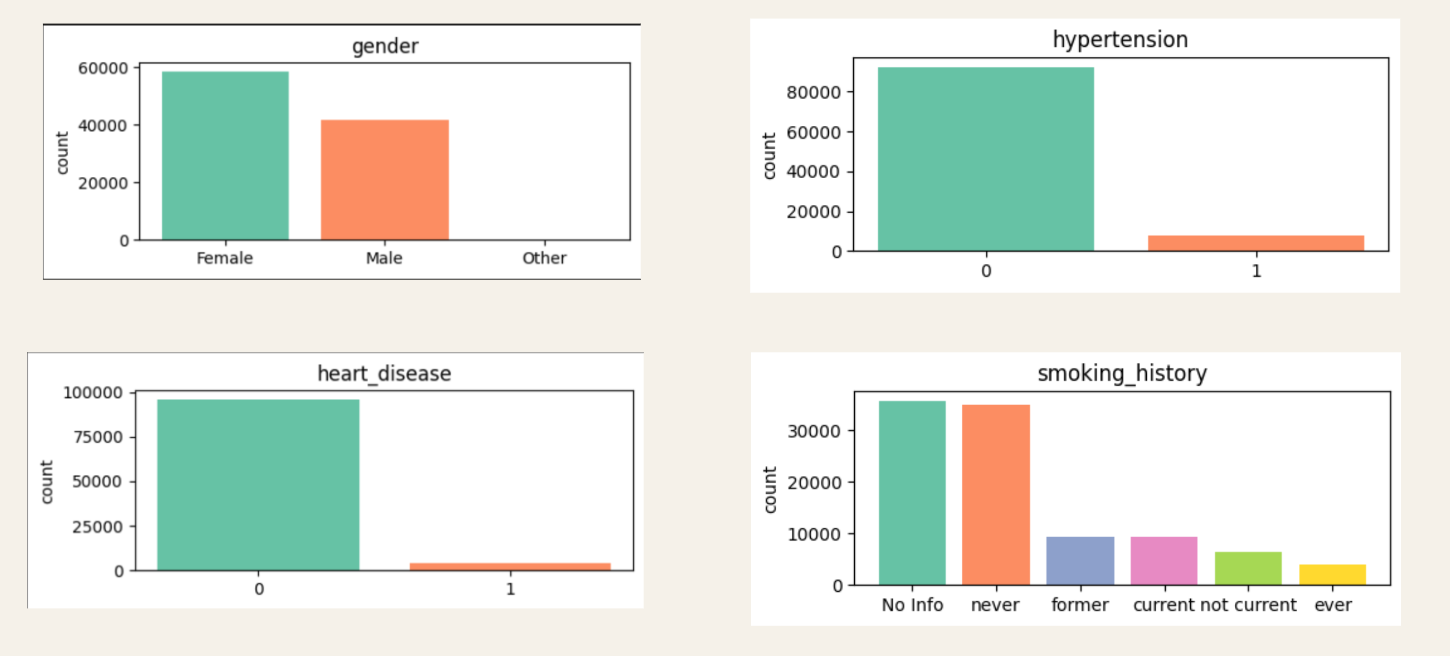 gender
60000
40000
20000
0
count
Female Male Other
hypertension
80000
60000
40000
20000
0
count
0 1
heart_disease
100000
75000
50000
25000
0
count
0 1
smoking_history
30000
20000
10000
0
count
No Info never former current not current ever